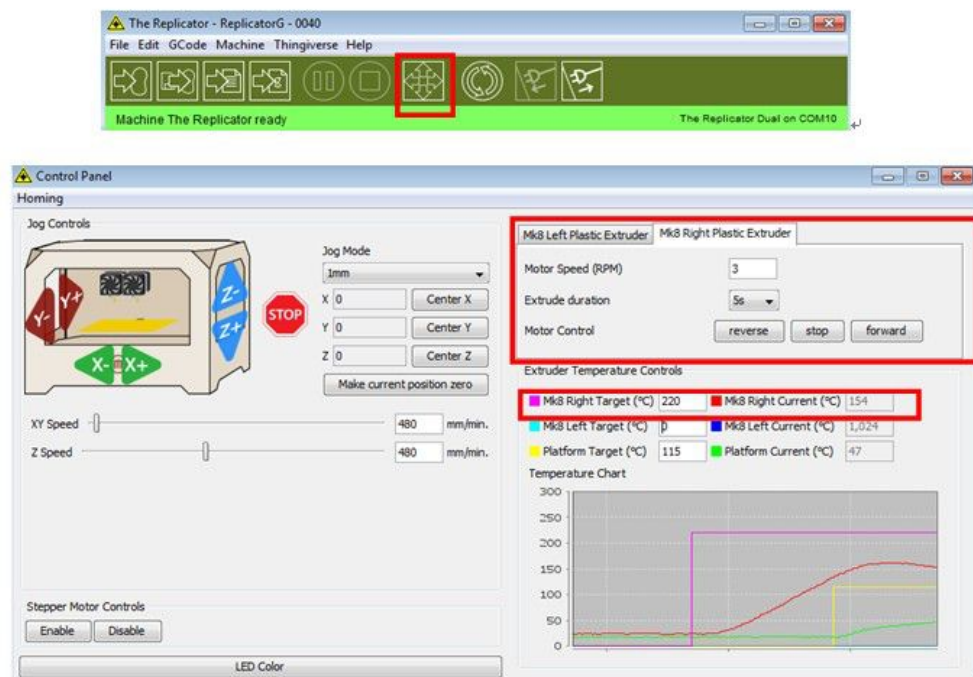 The Replicator - ReplicatorG - 0040
File Edit GCode Machine Thingiverse Help
Machine The Replicator ready
The Replicator Dual on COM10
Control Panel
Homing
Jog Controls
Y- Y+
Z-
Z+
X- X+
STOP
Jog Mode
1mm
X 0 Center X
Y 0 Center Y
Z 0 Center Z
Make current position zero
XY Speed 480 mm/min.
Z Speed 480 mm/min.
Stepper Motor Controls
Enable Disable
LED Color
Mk8 Left Plastic Extruder Mk8 Right Plastic Extruder
Motor Speed (RPM) 3
Extrude duration 5s
Motor Control reverse stop forward
Extruder Temperature Controls
Mk8 Right Target (°C) 220 Mk8 Right Current (°C) 154
Mk8 Left Target (°C) 0 Mk8 Left Current (°C) 1,024
Platform Target (°C) 115 Platform Current (°C) 47
Temperature Chart
300
250
200
150
100
50
0